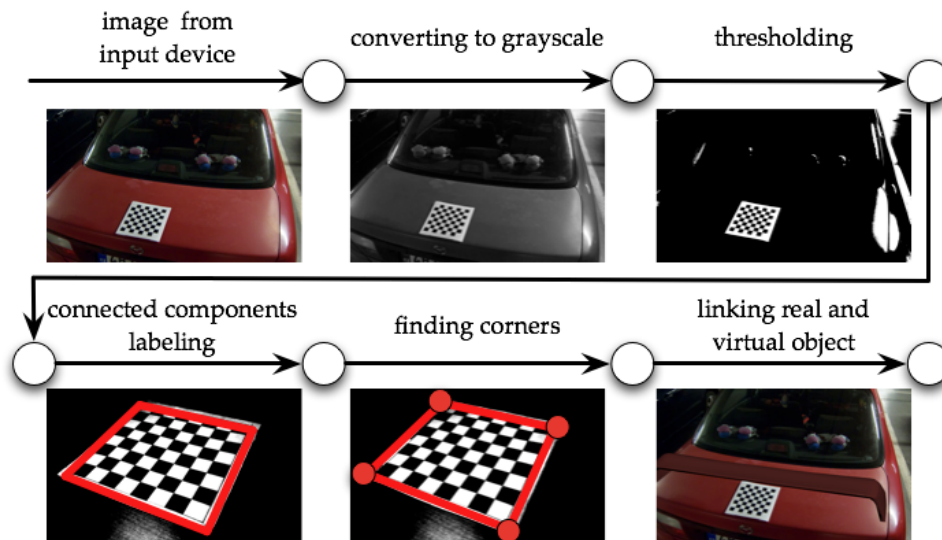 image from
input device
converting to grayscale
thresholding
connected components
labeling
finding corners
linking real and
virtual object